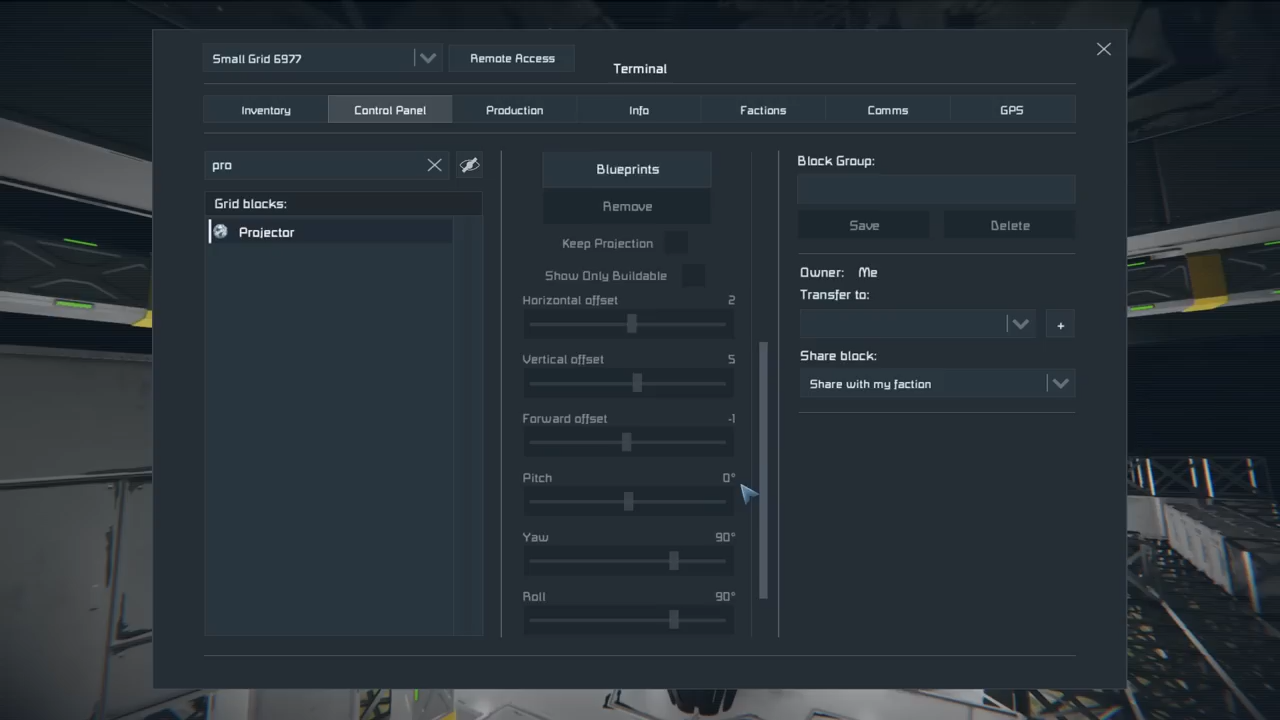 Small Grid 6977
Remote Access
Terminal
Inventory
Control Panel
Production
Info
Factions
Comms
GPS
pro
Grid blocks:
Projector
Blueprints
Remove
Keep Projection
Show Only Buildable
Horizontal offset 2
Vertical offset 5
Forward offset -1
Pitch 0°
Yaw 90°
Roll 90°
Block Group:
Save
Delete
Owner: Me
Transfer to:
+
Share block:
Share with my faction